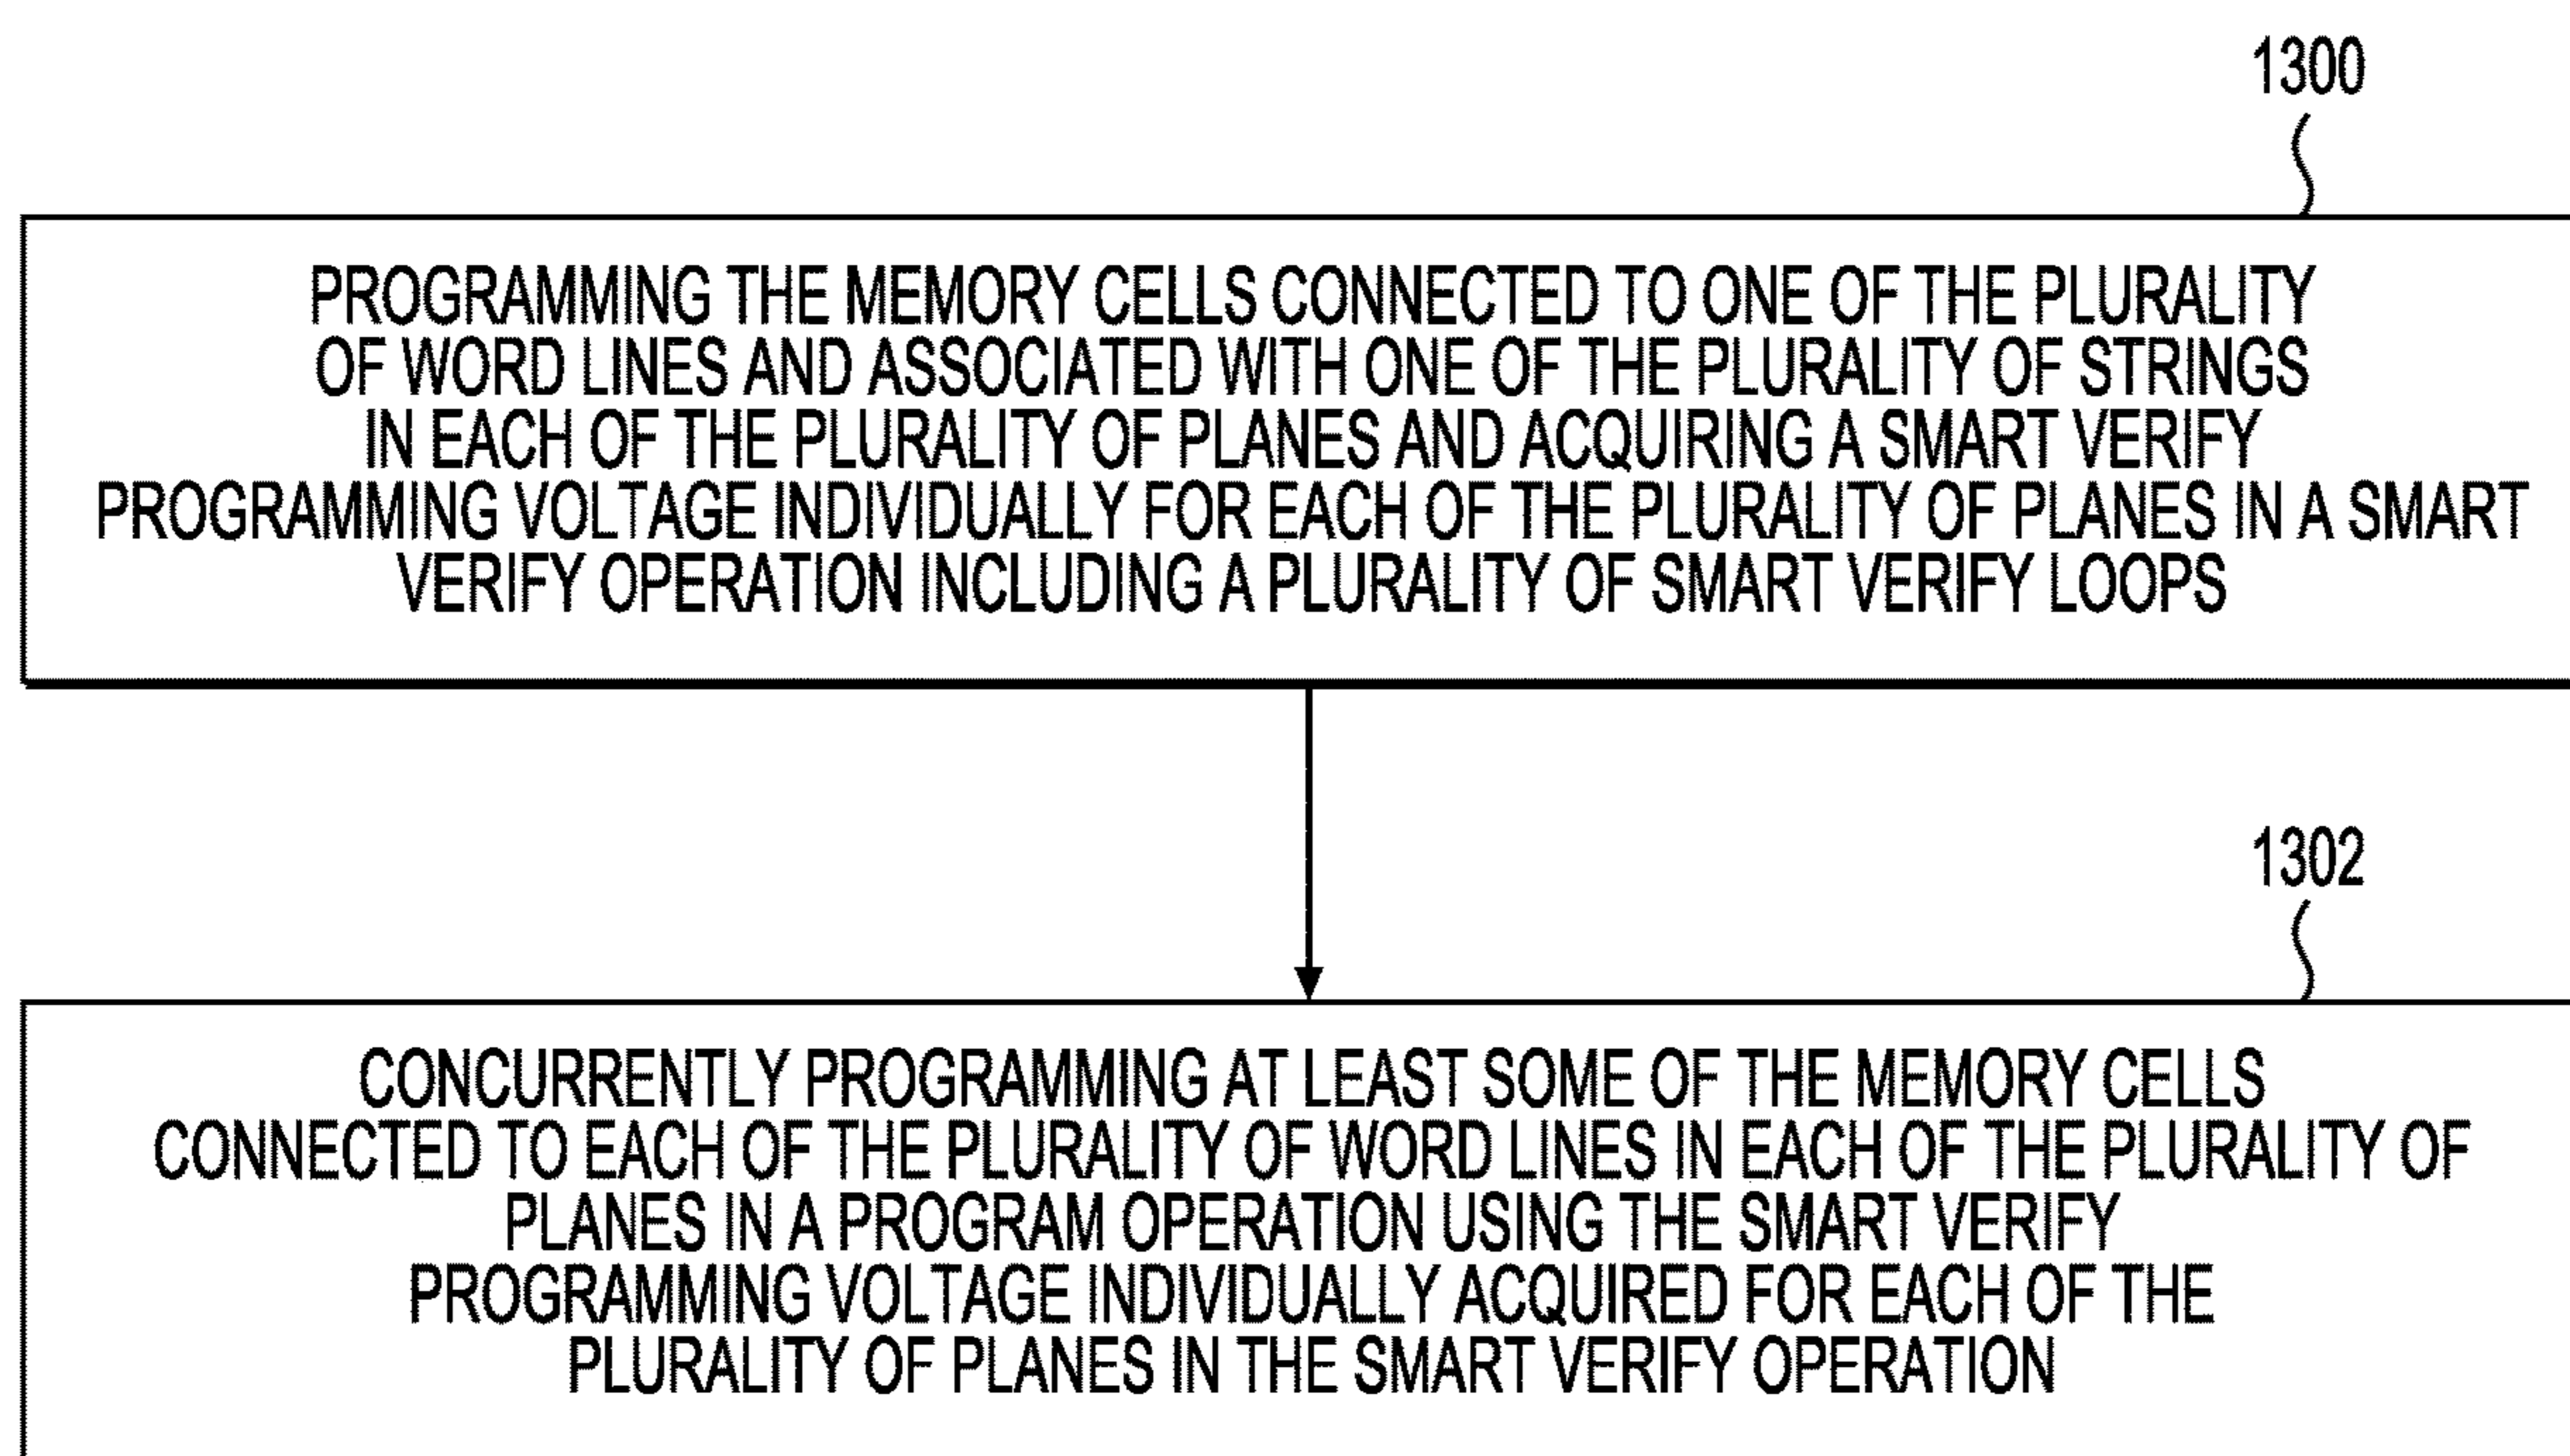 1300
PROGRAMMING THE MEMORY CELLS CONNECTED TO ONE OF THE PLURALITY
OF WORD LINES AND ASSOCIATED WITH ONE OF THE PLURALITY OF STRINGS
IN EACH OF THE PLURALITY OF PLANES AND ACQUIRING A SMART VERIFY
PROGRAMMING VOLTAGE INDIVIDUALLY FOR EACH OF THE PLURALITY OF PLANES IN A SMART
VERIFY OPERATION INCLUDING A PLURALITY OF SMART VERIFY LOOPS
1302
CONCURRENTLY PROGRAMMING AT LEAST SOME OF THE MEMORY CELLS
CONNECTED TO EACH OF THE PLURALITY OF WORD LINES IN EACH OF THE PLURALITY OF
PLANES IN A PROGRAM OPERATION USING THE SMART VERIFY
PROGRAMMING VOLTAGE INDIVIDUALLY ACQUIRED FOR EACH OF THE
PLURALITY OF PLANES IN THE SMART VERIFY OPERATION